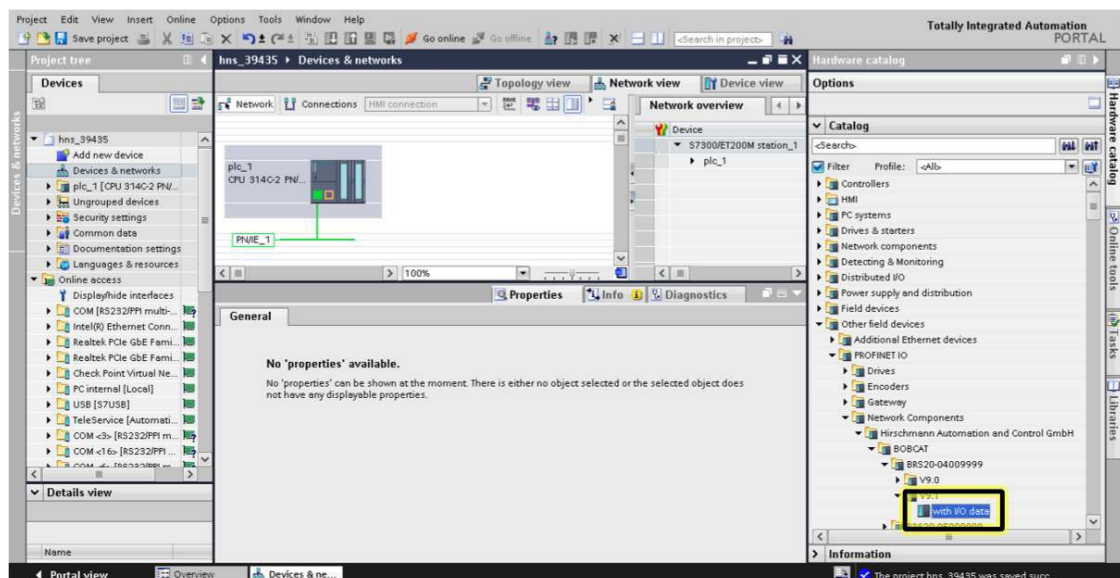 Project Edit View Insert Online Options Tools Window Help
Totally Integrated Automation
PORTAL
Save project Go online Go offline <Search in project>
Project tree
hns_39435 Devices & networks
Hardware catalog
Devices
Topology view Network view Device view
Options
Network Connections HMI connection
Network overview
Device
S7300/ET200M station_1
plc_1
Catalog
<Search>
Filter Profile: <All>
hns_39435
Add new device
Devices & networks
plc_1 [CPU 314C-2 PN/...
Ungrouped devices
Security settings
Common data
Documentation settings
Languages & resources
Online access
Display/hide interfaces
COM [RS232/PPI multi-...
Intel(R) Ethernet Conn...
Realtek PCIe GbE Fami...
Realtek PCIe GbE Fami...
Check Point Virtual Ne...
PC internal [Local]
USB [S7USB]
TeleService [Automati...
COM <3> [RS232/PPI m...
COM <16> [RS232/PPI ...
Details view
Name
plc_1
CPU 314C-2 PN/...
PN/IE_1
100%
Properties Info Diagnostics
General
No 'properties' available.
No 'properties' can be shown at the moment. There is either no object selected or the selected object does
not have any displayable properties.
Controllers
HMI
PC systems
Drives & starters
Network components
Detecting & Monitoring
Distributed I/O
Power supply and distribution
Field devices
Other field devices
Additional Ethernet devices
PROFINET IO
Drives
Encoders
Gateway
Network Components
Hirschmann Automation and Control GmbH
BOBCAT
BRS20-04009999
V9.0
V9.1
with I/O data
Information
Devices & networks
Hardware catalog
Online tools
Tasks
Libraries
Portal view Overview Devices & ne...
The project hns_39435 was saved succ...